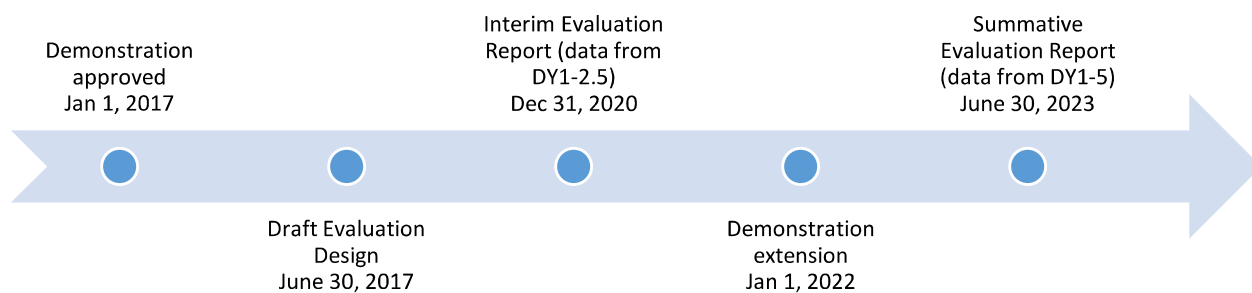 Demonstration
approved
Jan 1, 2017
Draft Evaluation
Design
June 30, 2017
Interim Evaluation
Report (data from
DY1-2.5)
Dec 31, 2020
Demonstration
extension
Jan 1, 2022
Summative
Evaluation Report
(data from DY1-5)
June 30, 2023